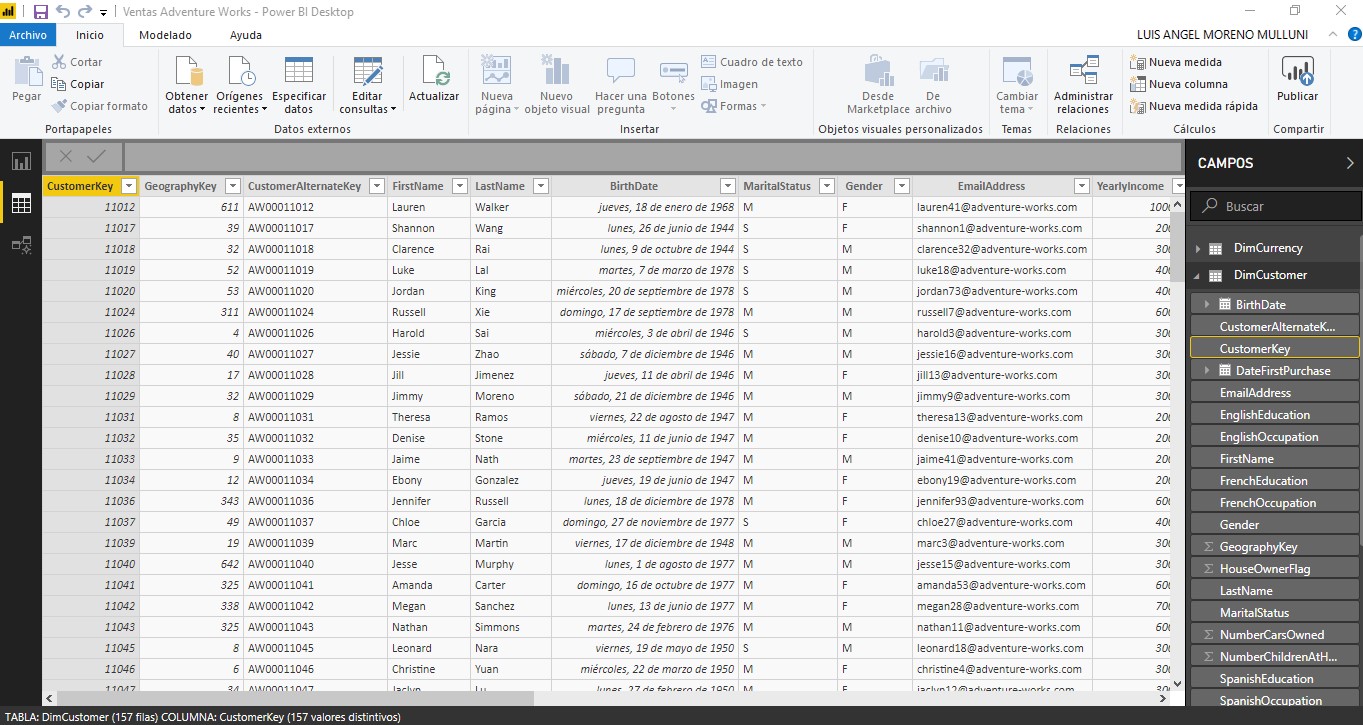 Ventas Adventure Works - Power BI Desktop
Archivo Inicio Modelado Ayuda LUIS ANGEL MORENO MULLUNI
Pegar
Cortar
Copiar
Copiar formato
Portapapeles
Obtener datos
Orígenes recientes
Especificar datos
Editar consultas
Datos externos
Actualizar
Nueva página
Nuevo objeto visual
Hacer una pregunta
Botones
Cuadro de texto
Imagen
Formas
Insertar
Desde Marketplace
De archivo
Objetos visuales personalizados
Cambiar tema
Temas
Administrar relaciones
Relaciones
Nueva medida
Nueva columna
Nueva medida rápida
Cálculos
Publicar
Compartir
CustomerKey GeographyKey CustomerAlternateKey FirstName LastName BirthDate MaritalStatus Gender EmailAddress YearlyIncome
11012 611 AW00011012 Lauren Walker jueves, 18 de enero de 1968 M F lauren41@adventure-works.com 1000
11017 39 AW00011017 Shannon Wang lunes, 26 de junio de 1944 S F shannon1@adventure-works.com 200
11018 32 AW00011018 Clarence Rai lunes, 9 de octubre de 1944 S M clarence32@adventure-works.com 300
11019 52 AW00011019 Luke Lal martes, 7 de marzo de 1978 S M luke18@adventure-works.com 400
11020 53 AW00011020 Jordan King miércoles, 20 de septiembre de 1978 S M jordan73@adventure-works.com 400
11024 311 AW00011024 Russell Xie domingo, 17 de septiembre de 1978 M M russell7@adventure-works.com 600
11026 4 AW00011026 Harold Sai miércoles, 3 de abril de 1946 S M harold3@adventure-works.com 300
11027 40 AW00011027 Jessie Zhao sábado, 7 de diciembre de 1946 M M jessie16@adventure-works.com 300
11028 17 AW00011028 Jill Jimenez jueves, 11 de abril de 1946 M F jill13@adventure-works.com 300
11029 32 AW00011029 Jimmy Moreno sábado, 21 de diciembre de 1946 M M jimmy9@adventure-works.com 300
11031 8 AW00011031 Theresa Ramos viernes, 22 de agosto de 1947 M F theresa13@adventure-works.com 200
11032 35 AW00011032 Denise Stone miércoles, 11 de junio de 1947 M F denise10@adventure-works.com 200
11033 9 AW00011033 Jaime Nath martes, 23 de septiembre de 1947 M M jaime41@adventure-works.com 200
11034 12 AW00011034 Ebony Gonzalez jueves, 19 de junio de 1947 M F ebony19@adventure-works.com 200
11036 343 AW00011036 Jennifer Russell lunes, 18 de diciembre de 1978 M F jennifer93@adventure-works.com 600
11037 49 AW00011037 Chloe Garcia domingo, 27 de noviembre de 1977 S F chloe27@adventure-works.com 400
11039 19 AW00011039 Marc Martin viernes, 17 de diciembre de 1948 M M marc3@adventure-works.com 300
11040 642 AW00011040 Jesse Murphy lunes, 1 de agosto de 1977 M M jesse15@adventure-works.com 300
11041 325 AW00011041 Amanda Carter domingo, 16 de octubre de 1977 M F amanda53@adventure-works.com 600
11042 338 AW00011042 Megan Sanchez lunes, 13 de junio de 1977 M F megan28@adventure-works.com 700
11043 325 AW00011043 Nathan Simmons martes, 24 de febrero de 1976 M M nathan11@adventure-works.com 600
11045 8 AW00011045 Leonard Nara viernes, 19 de mayo de 1950 S M leonard18@adventure-works.com 300
11046 6 AW00011046 Christine Yuan miércoles, 22 de marzo de 1950 M F christine4@adventure-works.com 300
11047 34 AW00011047 Jaclyn Lu lunes, 27 de febrero de 1950 M F jaclyn12@adventure-works.com 300
CAMPOS
Buscar
DimCurrency
DimCustomer
BirthDate
CustomerAlternateK...
CustomerKey
DateFirstPurchase
EmailAddress
EnglishEducation
EnglishOccupation
FirstName
FrenchEducation
FrenchOccupation
Gender
Σ GeographyKey
Σ HouseOwnerFlag
LastName
MaritalStatus
Σ NumberCarsOwned
Σ NumberChildrenAtH...
SpanishEducation
SpanishOccupation
TABLA: DimCustomer (157 filas) COLUMNA: CustomerKey (157 valores distintivos)